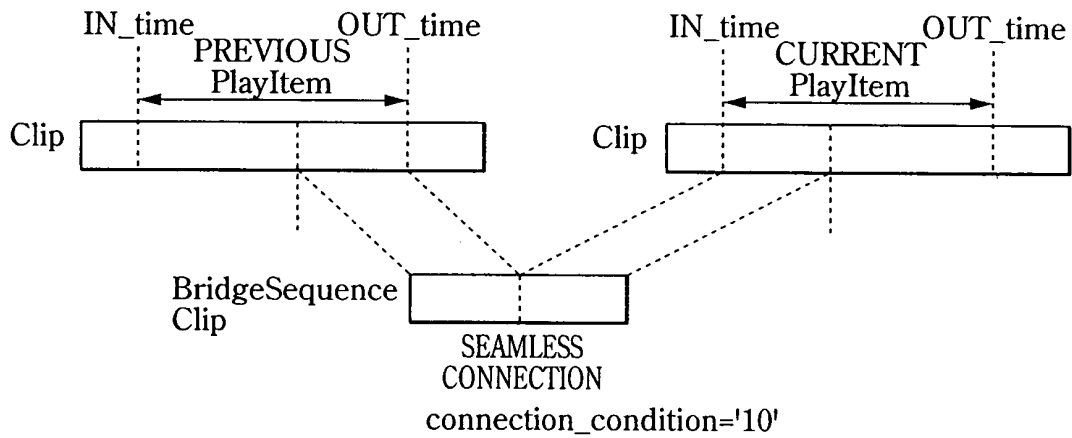 IN_time
OUT_time
PREVIOUS
PlayItem
Clip
IN_time
OUT_time
CURRENT
PlayItem
Clip
BridgeSequence
Clip
SEAMLESS
CONNECTION
connection_condition='10'